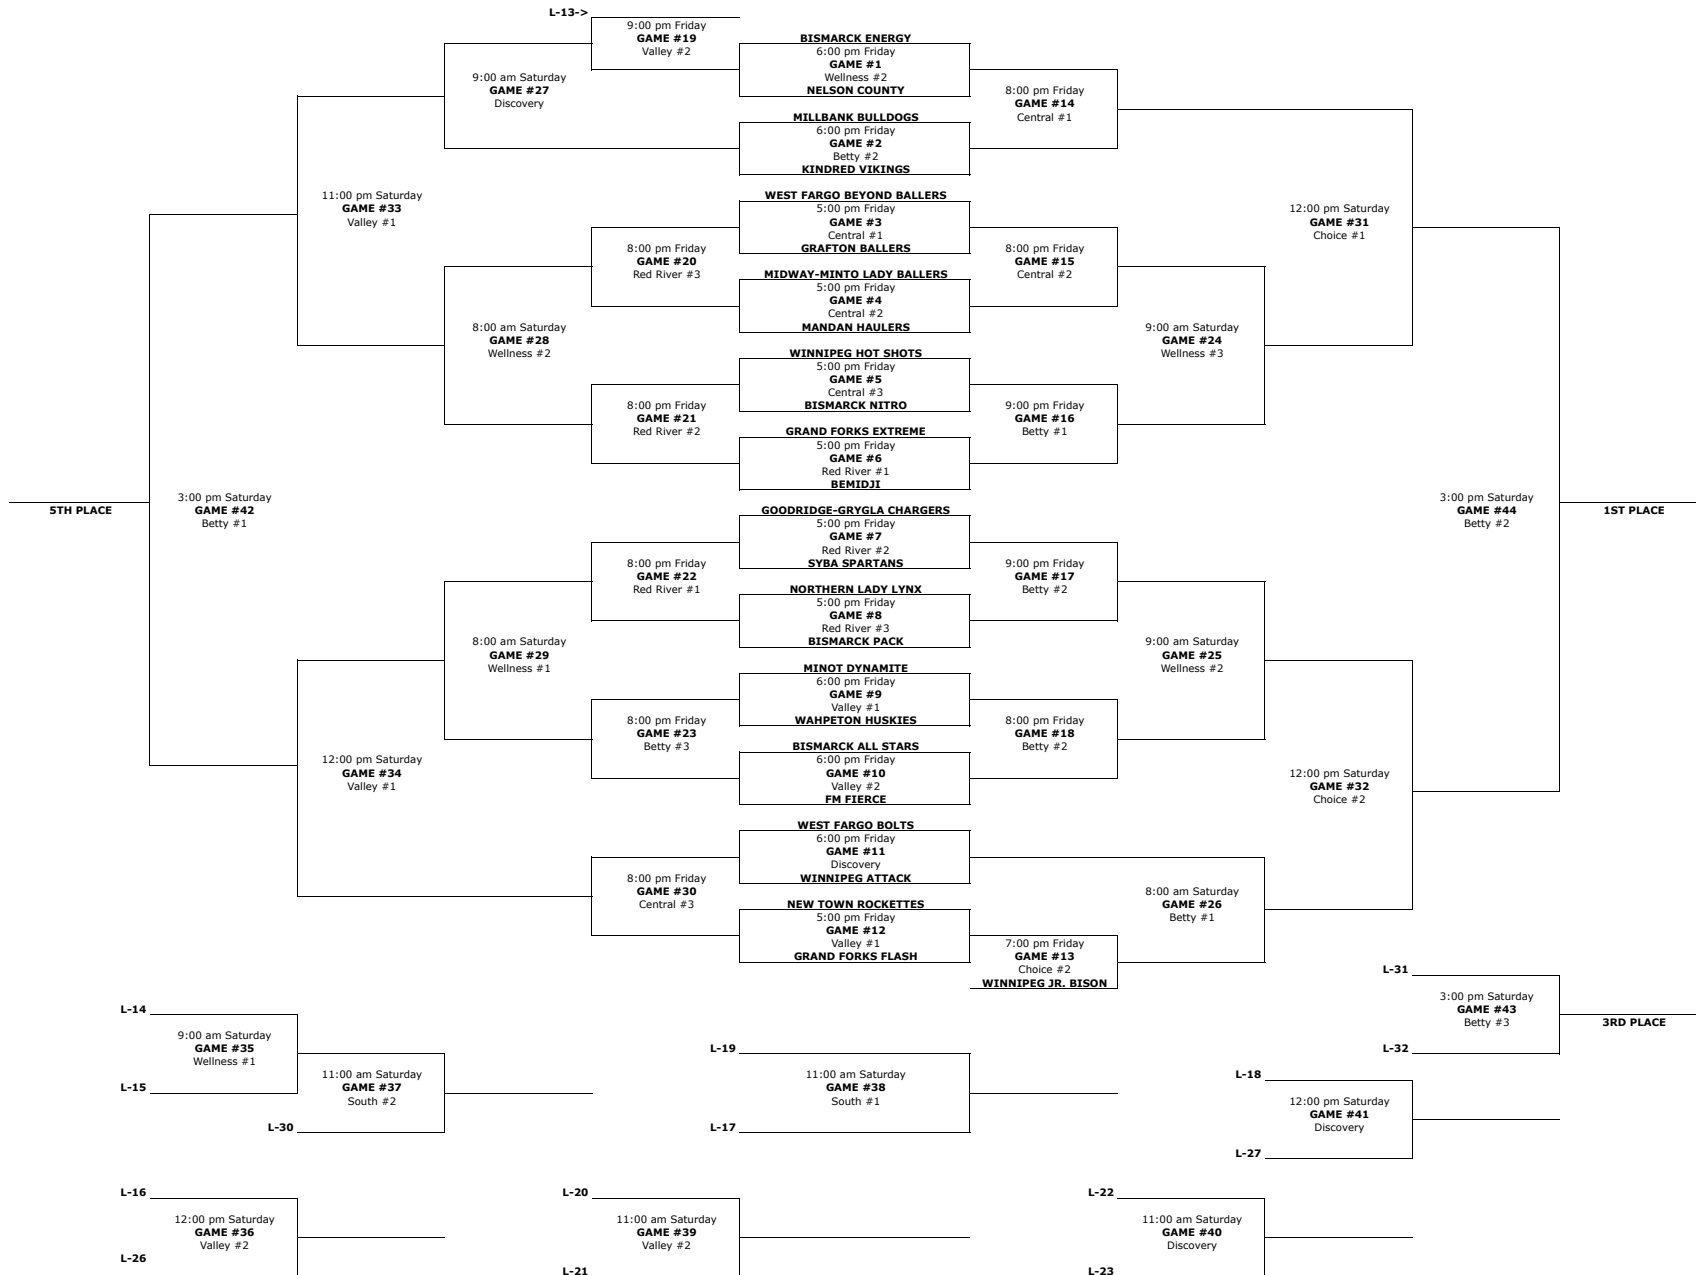 L-13->
9:00 pm Friday
GAME #19
Valley #2
BISMARCK ENERGY
6:00 pm Friday
GAME #1
Wellness #2
NELSON COUNTY
9:00 am Saturday
GAME #27
Discovery
8:00 pm Friday
GAME #14
Central #1
MILLBANK BULLDOGS
6:00 pm Friday
GAME #2
Betty #2
KINDRED VIKINGS
11:00 pm Saturday
GAME #33
Valley #1
WEST FARGO BEYOND BALLERS
5:00 pm Friday
GAME #3
Central #1
GRAFTON BALLERS
12:00 pm Saturday
GAME #31
Choice #1
8:00 pm Friday
GAME #20
Red River #3
8:00 pm Friday
GAME #15
Central #2
MIDWAY-MINTO LADY BALLERS
5:00 pm Friday
GAME #4
Central #2
MANDAN HAULERS
8:00 am Saturday
GAME #28
Wellness #2
9:00 am Saturday
GAME #24
Wellness #3
WINNIPEG HOT SHOTS
5:00 pm Friday
GAME #5
Central #3
BISMARCK NITRO
8:00 pm Friday
GAME #21
Red River #2
9:00 pm Friday
GAME #16
Betty #1
GRAND FORKS EXTREME
5:00 pm Friday
GAME #6
Red River #1
BEMIDJI
5TH PLACE
3:00 pm Saturday
GAME #42
Betty #1
3:00 pm Saturday
GAME #44
Betty #2
1ST PLACE
GOODRIDGE-GRYGLA CHARGERS
5:00 pm Friday
GAME #7
Red River #2
SYBA SPARTANS
8:00 pm Friday
GAME #22
Red River #1
9:00 pm Friday
GAME #17
Betty #2
NORTHERN LADY LYNX
5:00 pm Friday
GAME #8
Red River #3
BISMARCK PACK
8:00 am Saturday
GAME #29
Wellness #1
9:00 am Saturday
GAME #25
Wellness #2
MINOT DYNAMITE
6:00 pm Friday
GAME #9
Valley #1
WAHPETON HUSKIES
8:00 pm Friday
GAME #23
Betty #3
8:00 pm Friday
GAME #18
Betty #2
BISMARCK ALL STARS
6:00 pm Friday
GAME #10
Valley #2
FM FIERCE
12:00 pm Saturday
GAME #34
Valley #1
12:00 pm Saturday
GAME #32
Choice #2
WEST FARGO BOLTS
6:00 pm Friday
GAME #11
Discovery
WINNIPEG ATTACK
8:00 pm Friday
GAME #30
Central #3
8:00 am Saturday
GAME #26
Betty #1
NEW TOWN ROCKETTES
5:00 pm Friday
GAME #12
Valley #1
GRAND FORKS FLASH
7:00 pm Friday
GAME #13
Choice #2
WINNIPEG JR. BISON
L-31
3:00 pm Saturday
GAME #43
Betty #3
L-32
3RD PLACE
L-14
9:00 am Saturday
GAME #35
Wellness #1
L-15
11:00 am Saturday
GAME #37
South #2
L-30
L-19
11:00 am Saturday
GAME #38
South #1
L-17
L-18
12:00 pm Saturday
GAME #41
Discovery
L-27
L-16
12:00 pm Saturday
GAME #36
Valley #2
L-26
L-20
11:00 am Saturday
GAME #39
Valley #2
L-21
L-22
11:00 am Saturday
GAME #40
Discovery
L-23